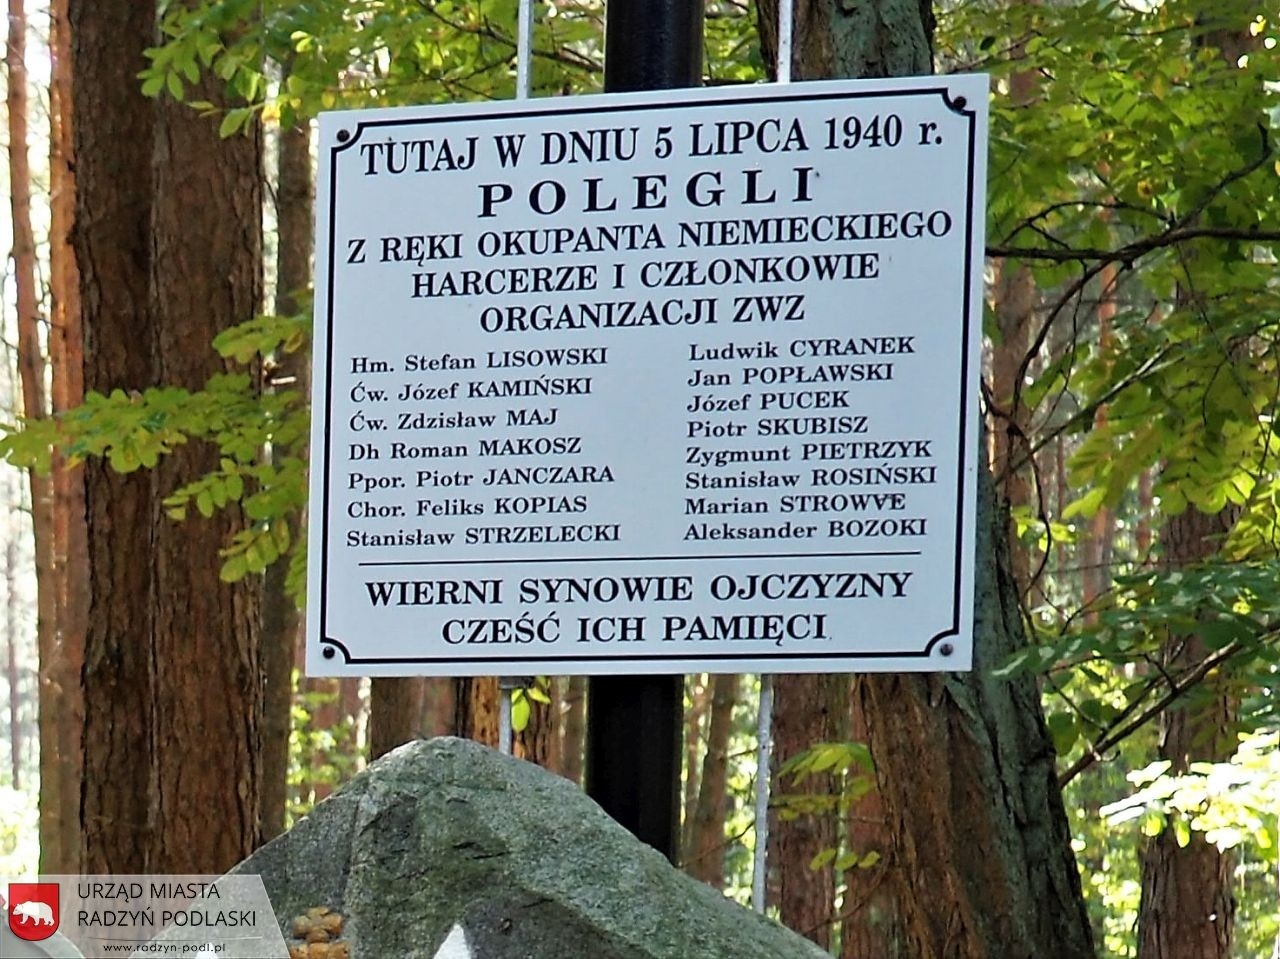 TUTAJ W DNIU 5 LIPCA 1940 r.
POLEGLI
Z RĘKI OKUPANTA NIEMIECKIEGO
HARCERZE I CZŁONKOWIE
ORGANIZACJI ZWZ
Hm. Stefan LISOWSKI
Ćw. Józef KAMIŃSKI
Ćw. Zdzisław MAJ
Dh Roman MAKOSZ
Ppor. Piotr JANCZARA
Chor. Feliks KOPIAS
Stanisław STRZELECKI
Ludwik CYRANEK
Jan POPŁAWSKI
Józef PUCEK
Piotr SKUBISZ
Zygmunt PIETRZYK
Stanisław ROSIŃSKI
Marian STROWVE
Aleksander BOZOKI
WIERNI SYNOWIE OJCZYZNY
CZEŚĆ ICH PAMIĘCI
URZĄD MIASTA
RADZYŃ PODLASKI
www.radzyn-podl.pl